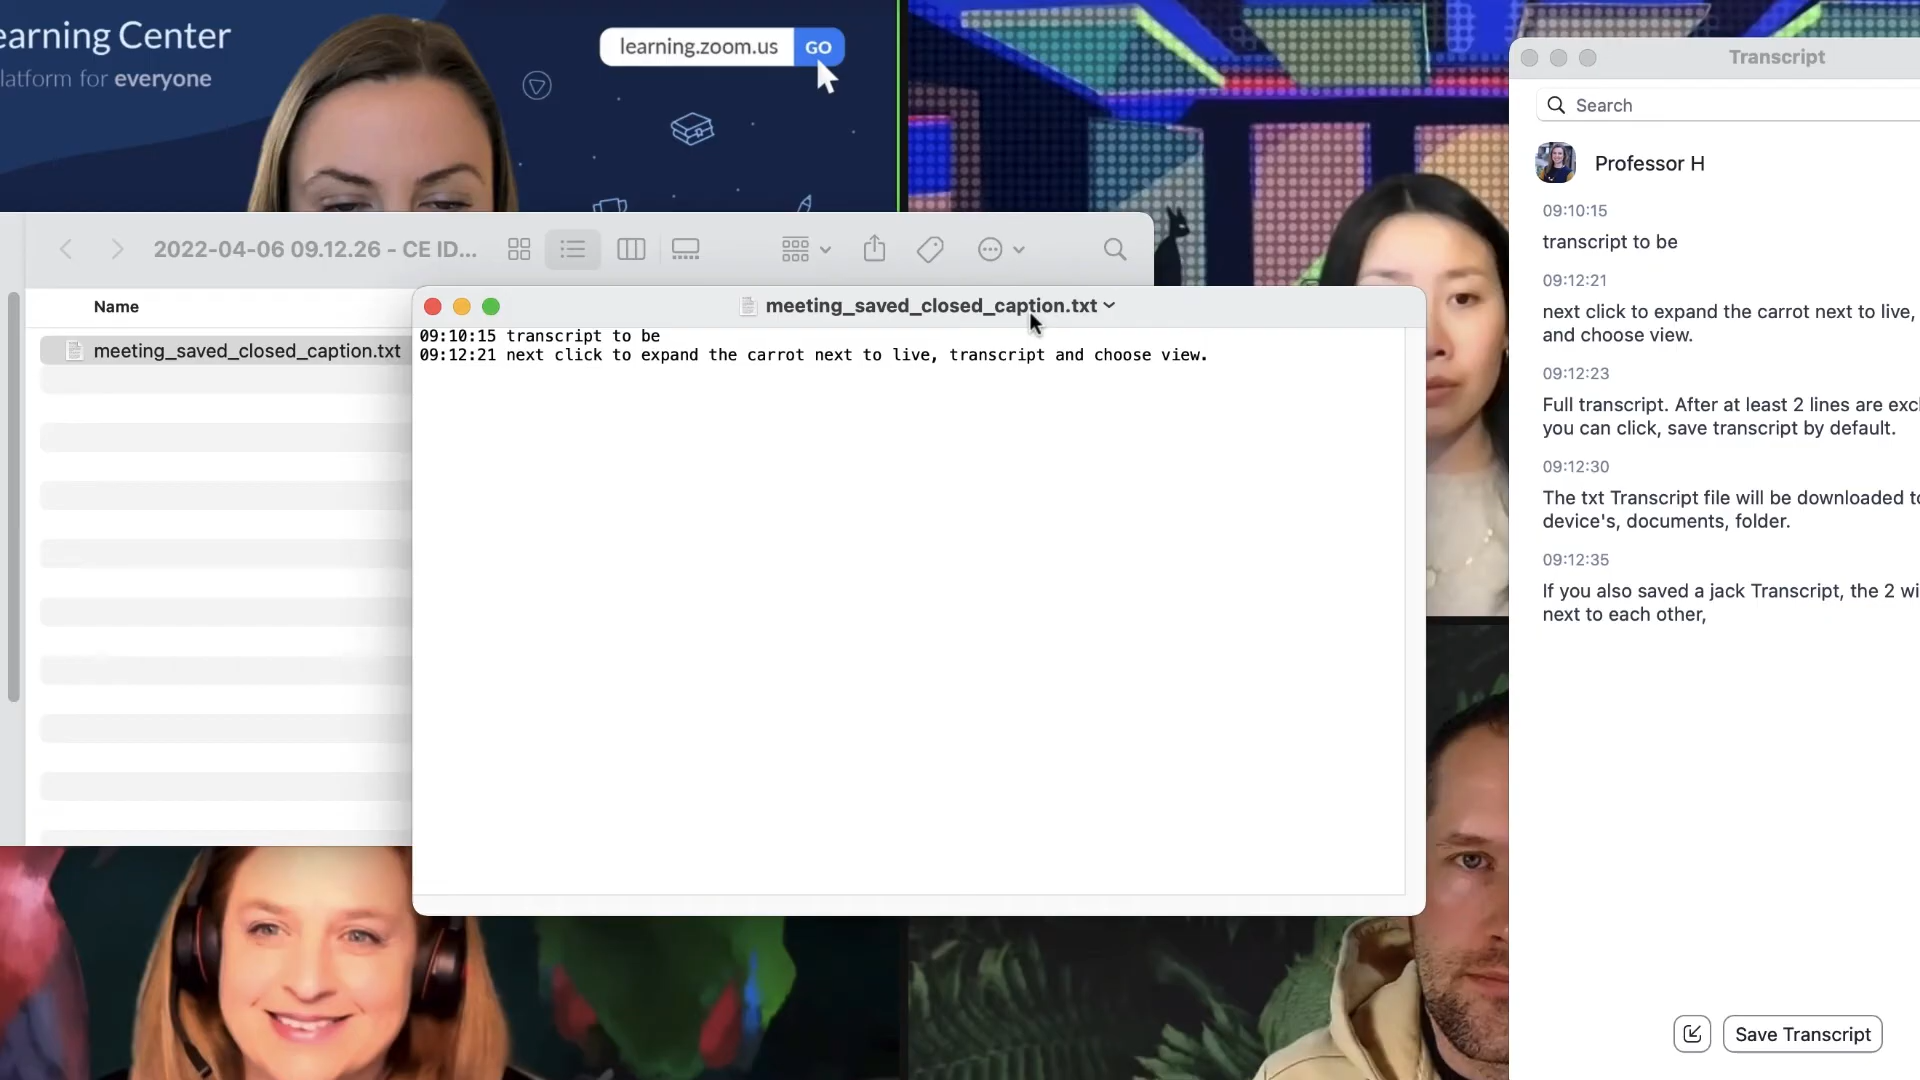 earning Center
latform for everyone
learning.zoom.us GO
2022-04-06 09.12.26 - CE ID...
Name
meeting_saved_closed_caption.txt
meeting_saved_closed_caption.txt
09:10:15 transcript to be
09:12:21 next click to expand the carrot next to live, transcript and choose view.
Transcript
Search
Professor H
09:10:15
transcript to be
09:12:21
next click to expand the carrot next to live,
and choose view.
09:12:23
Full transcript. After at least 2 lines are exc
you can click, save transcript by default.
09:12:30
The txt Transcript file will be downloaded to
device's, documents, folder.
09:12:35
If you also saved a jack Transcript, the 2 wi
next to each other,
Save Transcript